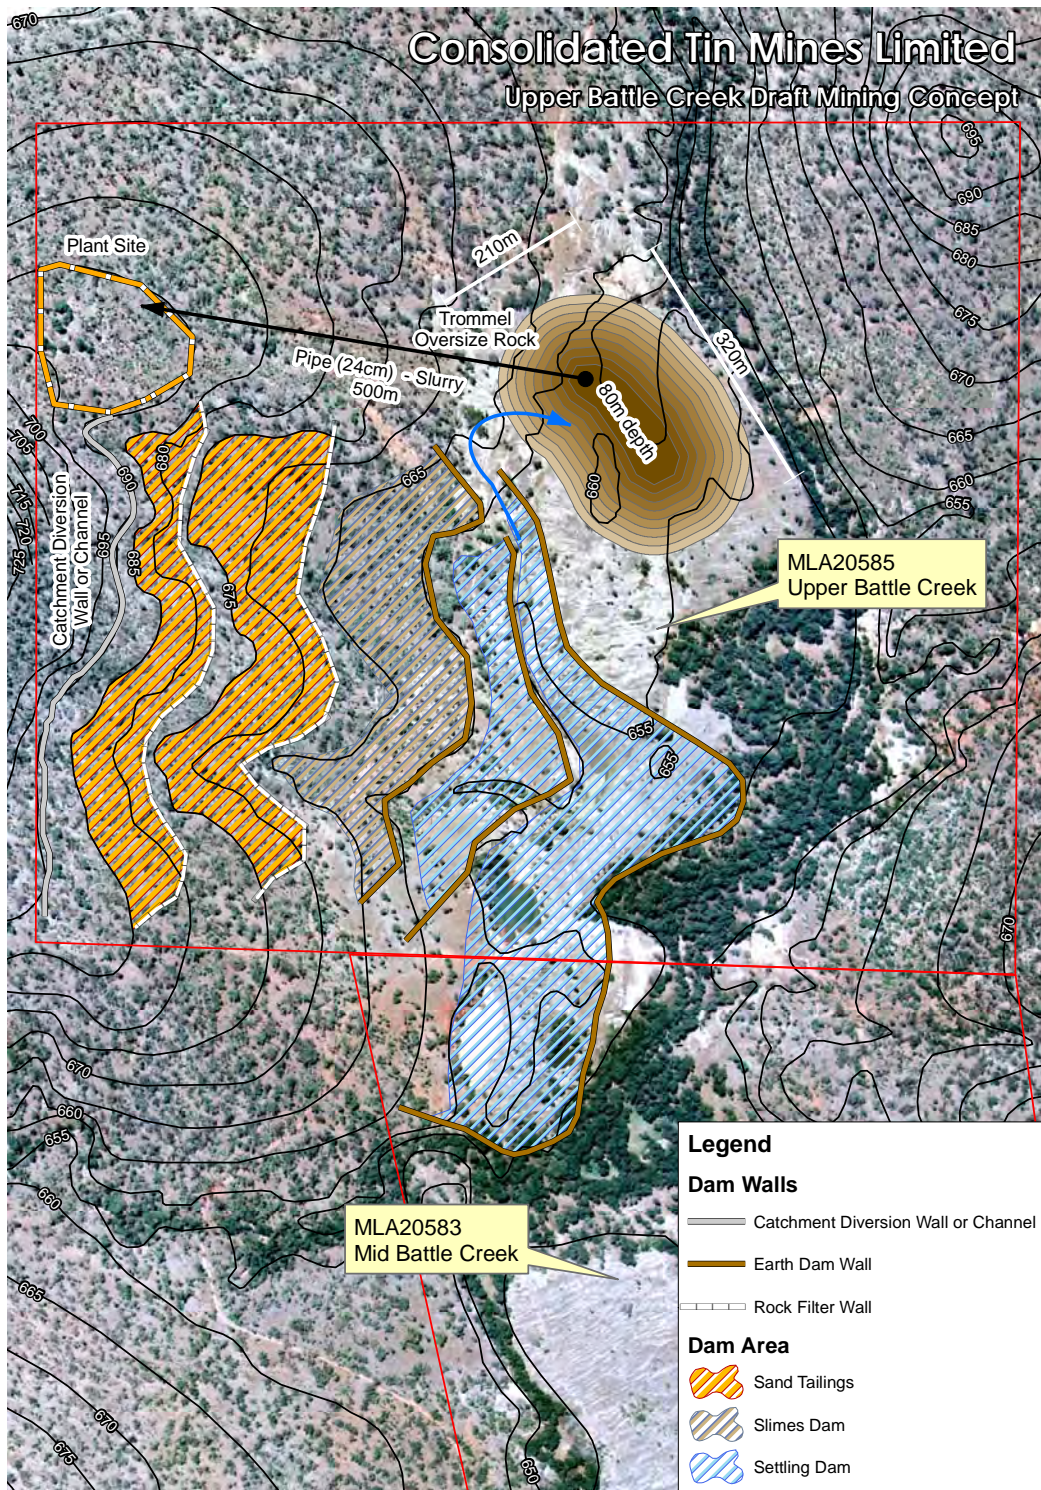 Consolidated Tin Mines Limited
Upper Battle Creek Draft Mining Concept
670
695
690
685
680
675
670
665
660
655
Plant Site
210m
320m
Trommel
Oversize Rock
Pipe (24cm) - Slurry
500m
80m depth
660
700
705
715
720
725
690
695
680
685
675
665
Catchment Diversion
Wall or Channel
MLA20585
Upper Battle Creek
655
655
670
670
660
655
660
665
670
675
650
MLA20583
Mid Battle Creek
Legend
Dam Walls
Catchment Diversion Wall or Channel
Earth Dam Wall
Rock Filter Wall
Dam Area
Sand Tailings
Slimes Dam
Settling Dam